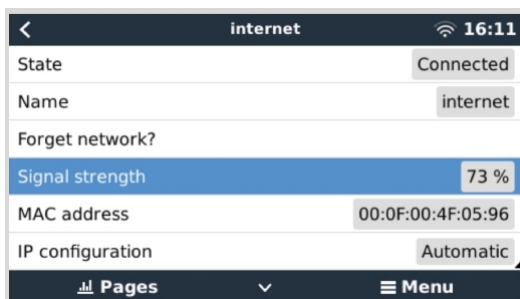 internet 16:11
State Connected
Name internet
Forget network?
Signal strength 73 %
MAC address 00:0F:00:4F:05:96
IP configuration Automatic
Pages Menu